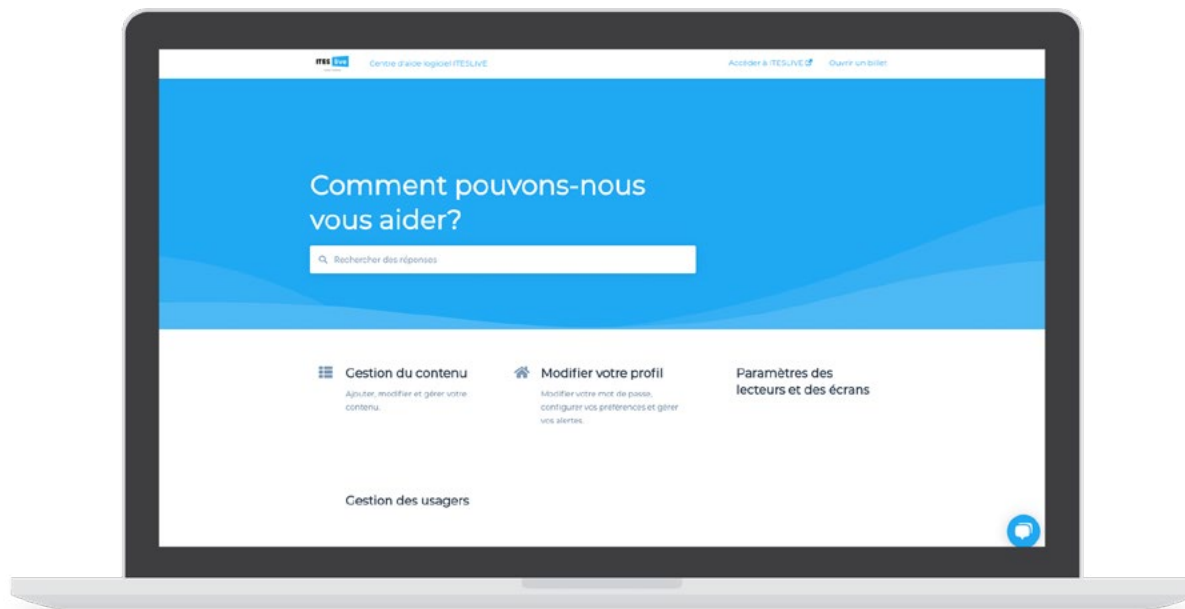 ITES live
Centre d'aide logiciel ITESLIVE
Accéder à ITESLIVE
Ouvrir un billet
Comment pouvons-nous
vous aider?
Rechercher des réponses
Gestion du contenu
Ajouter, modifier et gérer votre
contenu.
Modifier votre profil
Modifier votre mot de passe,
configurer vos préférences et gérer
vos alertes.
Paramètres des
lecteurs et des écrans
Gestion des usagers